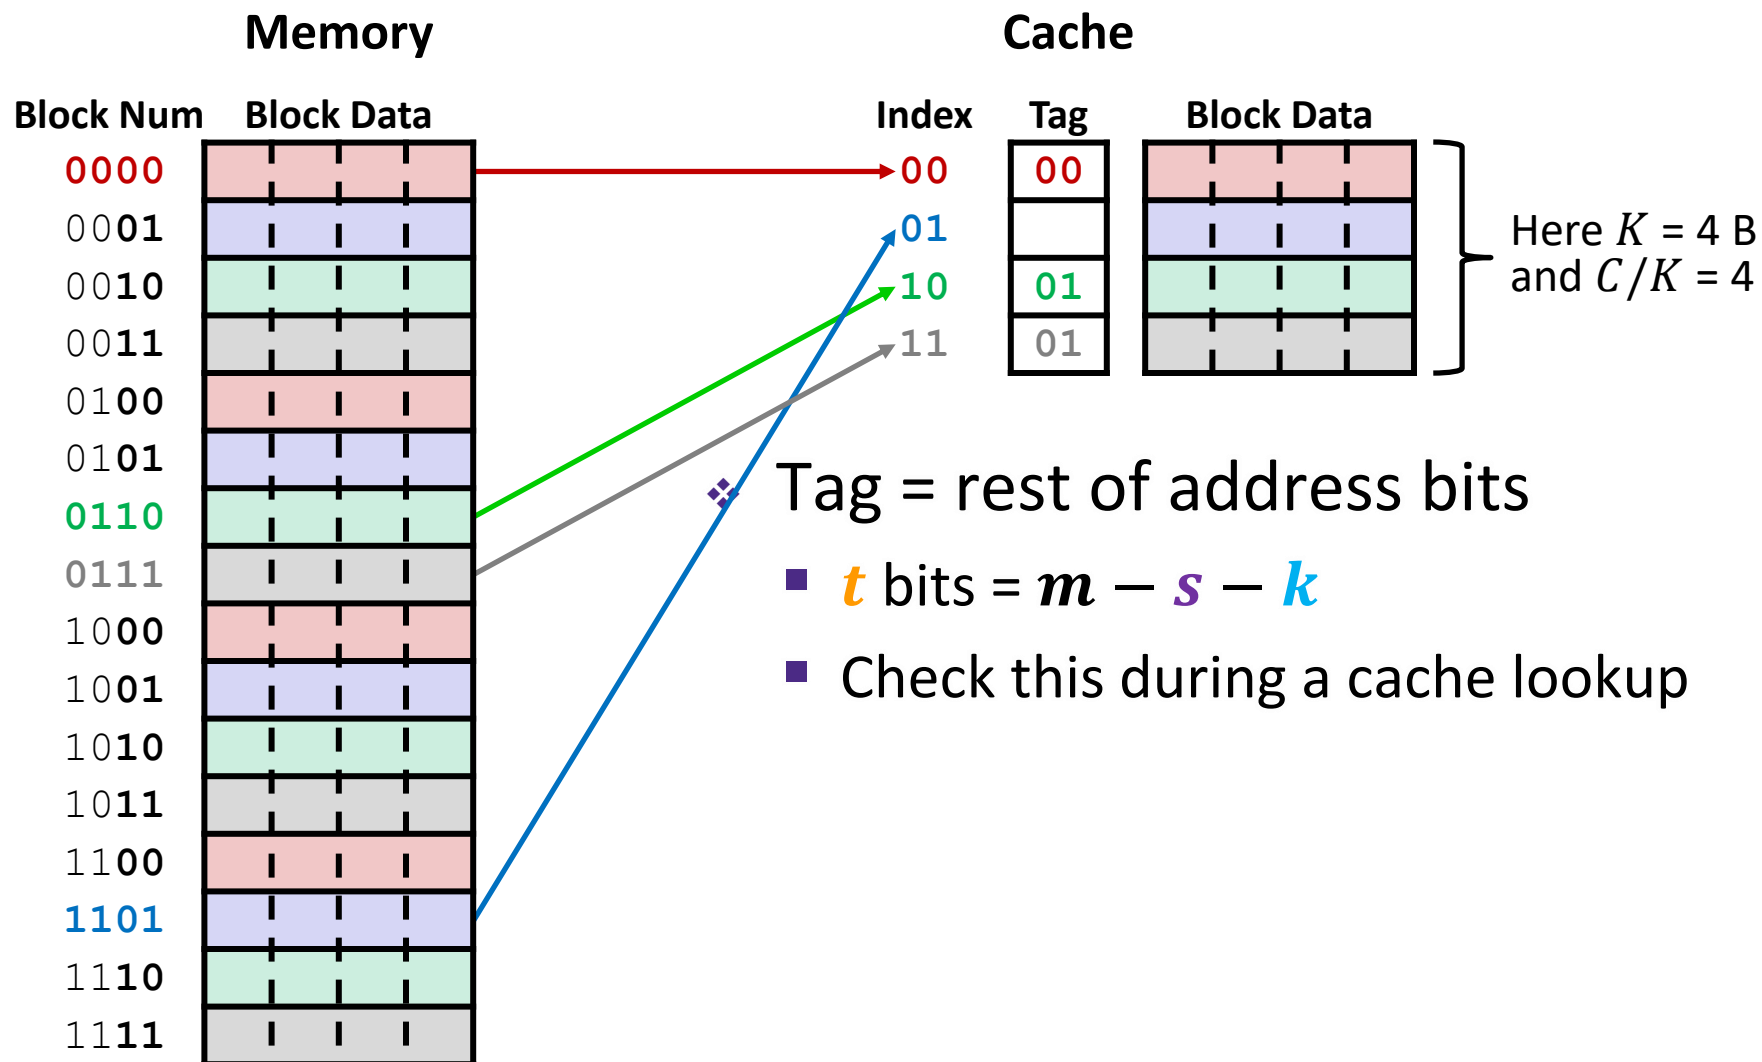 Memory Cache
Block Num Block Data Index Tag Block Data
0000 00 00
0001 01
0010 10 01
0011 11 01
Here K = 4 B
and C/K = 4
0100
0101
0110
0111
1000
1001
1010
1011
1100
1101
1110
1111
Tag = rest of address bits
t bits = m – s – k
Check this during a cache lookup